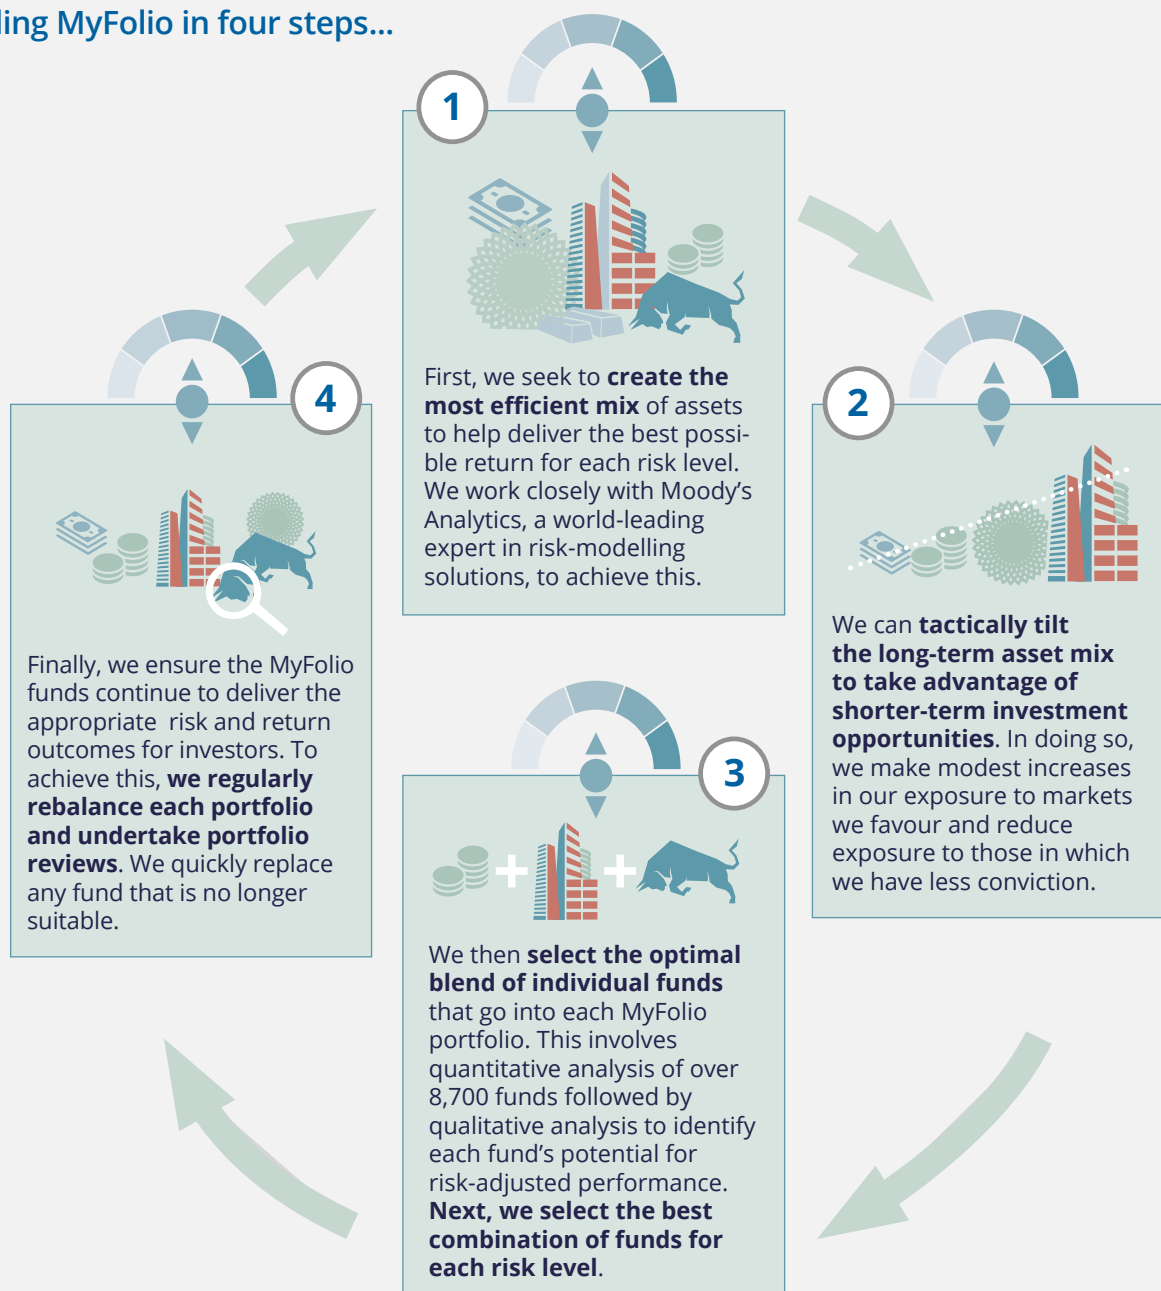 ling MyFolio in four steps...
1
First, we seek to create the
most efficient mix of assets
to help deliver the best possi-
ble return for each risk level.
We work closely with Moody's
Analytics, a world-leading
expert in risk-modelling
solutions, to achieve this.
2
We can tactically tilt
the long-term asset mix
to take advantage of
shorter-term investment
opportunities. In doing so,
we make modest increases
in our exposure to markets
we favour and reduce
exposure to those in which
we have less conviction.
3
We then select the optimal
blend of individual funds
that go into each MyFolio
portfolio. This involves
quantitative analysis of over
8,700 funds followed by
qualitative analysis to identify
each fund's potential for
risk-adjusted performance.
Next, we select the best
combination of funds for
each risk level.
4
Finally, we ensure the MyFolio
funds continue to deliver the
appropriate risk and return
outcomes for investors. To
achieve this, we regularly
rebalance each portfolio
and undertake portfolio
reviews. We quickly replace
any fund that is no longer
suitable.